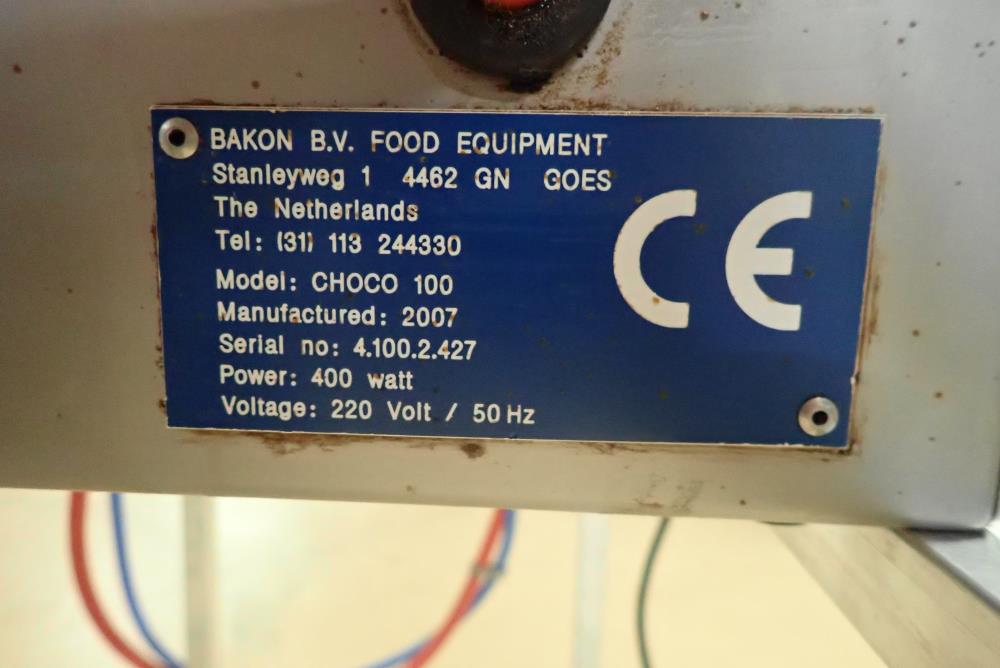 BAKON B.V. FOOD EQUIPMENT
Stanleyweg 1 4462 GN GOES
The Netherlands
Tel: (31) 113 244330
Model: CHOCO 100
Manufactured: 2007
Serial no: 4.100.2.427
Power: 400 watt
Voltage: 220 Volt / 50 Hz
CE